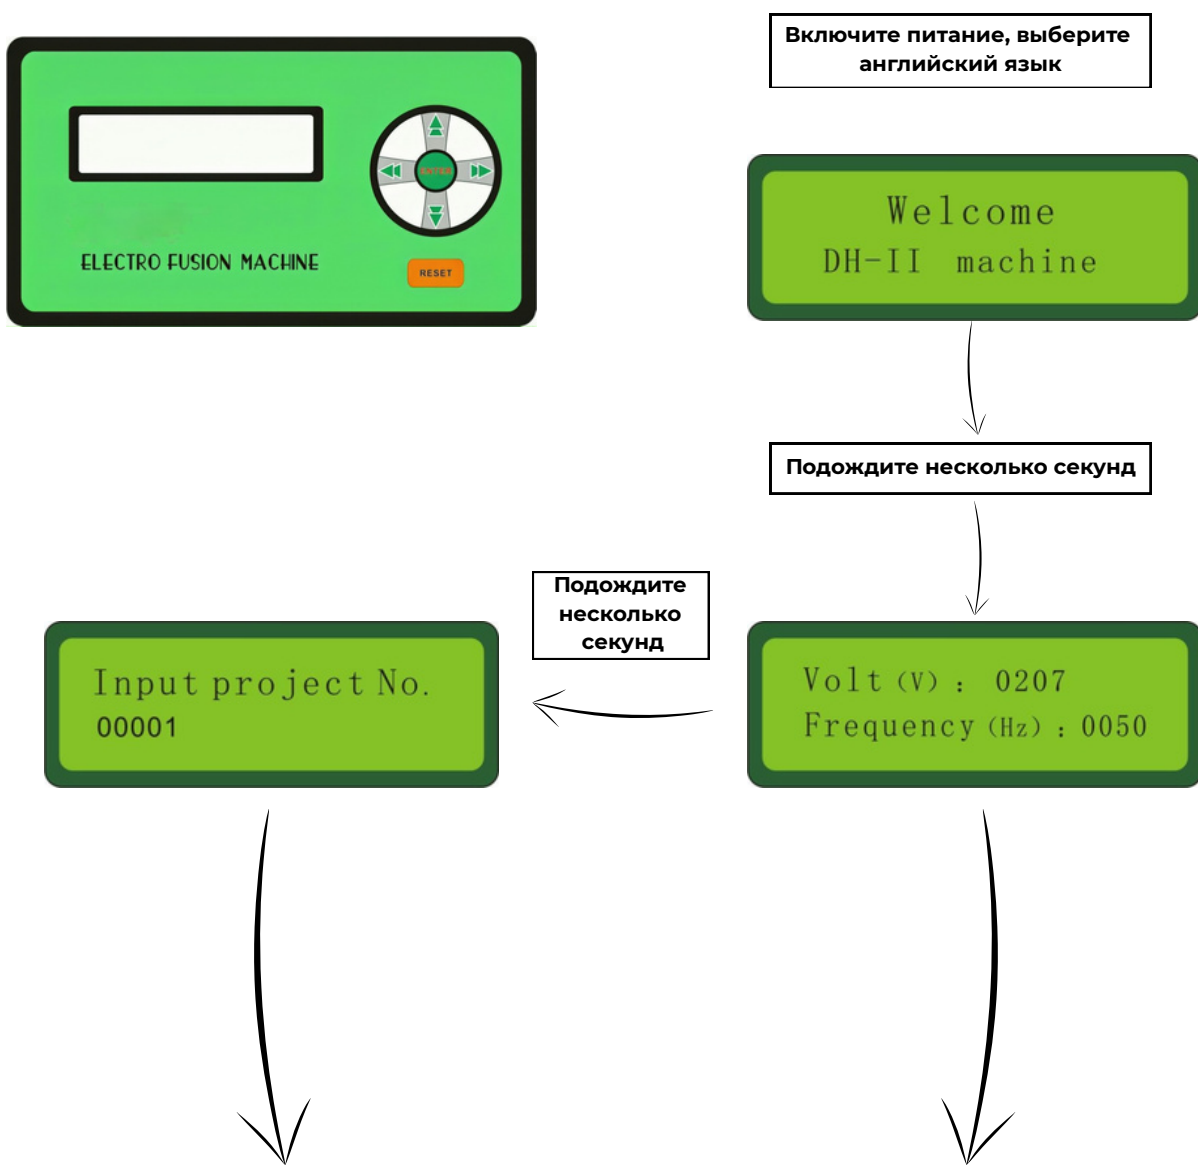 Включите питание, выберите
английский язык
ENTER
ELECTRO FUSION MACHINE
RESET
Welcome
DH-II machine
Подождите несколько секунд
Подождите
несколько
секунд
Input project No.
00001
Volt (V) : 0207
Frequency (Hz) : 0050